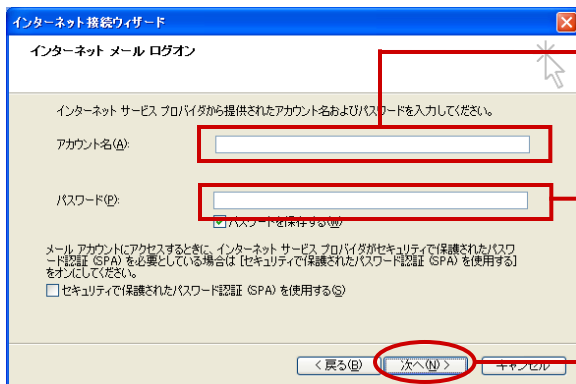 インターネット接続ウィザード
インターネット メール ログオン
インターネット サービス プロバイダから提供されたアカウント名およびパスワードを入力してください。
アカウント名(A):
パスワード(P):
パスワードを保存する(W)
メール アカウントにアクセスするときに、インターネット サービス プロバイダがセキュリティで保護されたパスワ
ード認証 (SPA) を必要としている場合は [セキュリティで保護されたパスワード認証 (SPA) を使用する]
をオンにしてください。
セキュリティで保護されたパスワード認証 (SPA) を使用する(S)
< 戻る(B) 次へ(N) > キャンセル